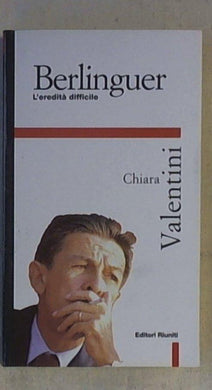 Berlinguer
L'eredità difficile
Chiara
Valentini
Editori Riuniti